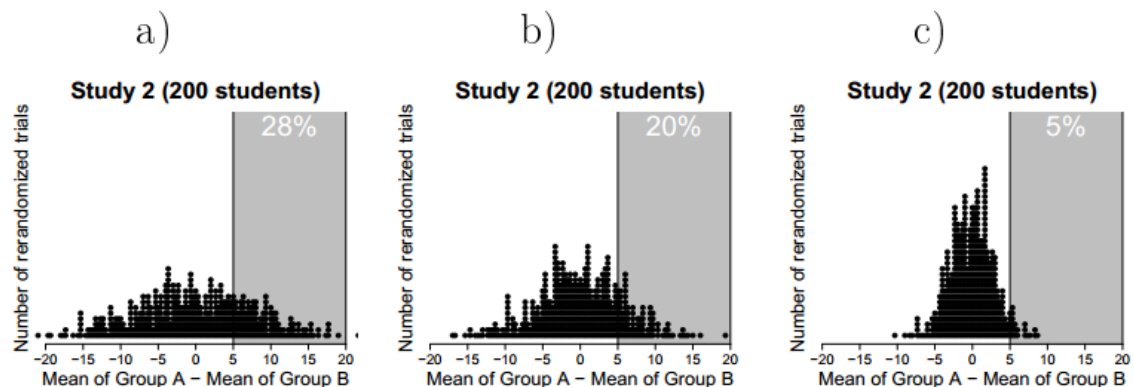 a)
b)
c)
Study 2 (200 students)
Number of rerandomized trials
28%
−20 −15 −10 −5 0 5 10 15 20
Mean of Group A − Mean of Group B
Study 2 (200 students)
Number of rerandomized trials
20%
−20 −15 −10 −5 0 5 10 15 20
Mean of Group A − Mean of Group B
Study 2 (200 students)
Number of rerandomized trials
5%
−20 −15 −10 −5 0 5 10 15 20
Mean of Group A − Mean of Group B